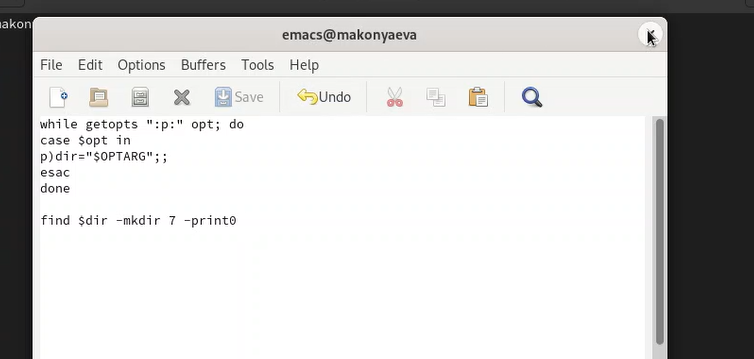 makon
emacs@makonyaeva
File Edit Options Buffers Tools Help
Save Undo
while getopts ":p:" opt; do
case $opt in
p)dir="$OPTARG";;
esac
done
find $dir -mkdir 7 -print0